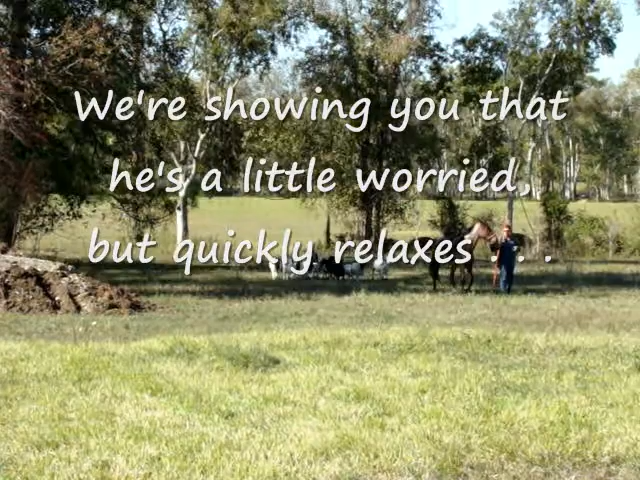 We're showing you that
he's a little worried,
but quickly relaxes . . .